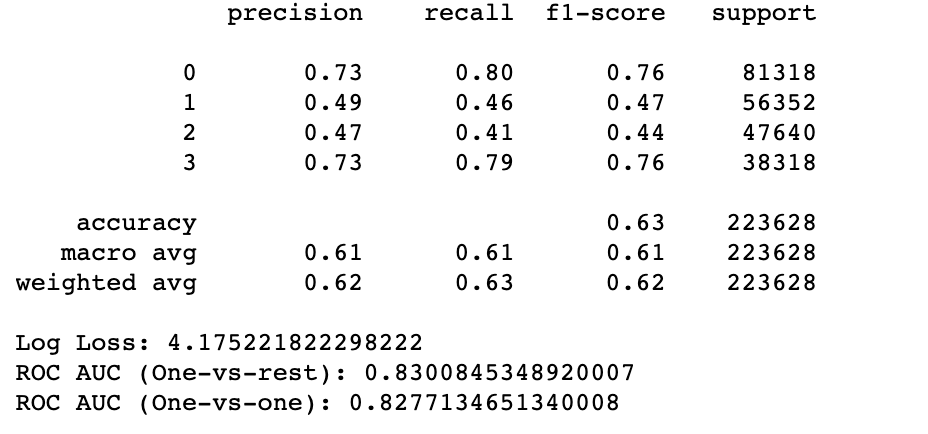 precision recall f1-score support
0 0.73 0.80 0.76 81318
1 0.49 0.46 0.47 56352
2 0.47 0.41 0.44 47640
3 0.73 0.79 0.76 38318
accuracy 0.63 223628
macro avg 0.61 0.61 0.61 223628
weighted avg 0.62 0.63 0.62 223628
Log Loss: 4.175221822298222
ROC AUC (One-vs-rest): 0.8300845348920007
ROC AUC (One-vs-one): 0.8277134651340008